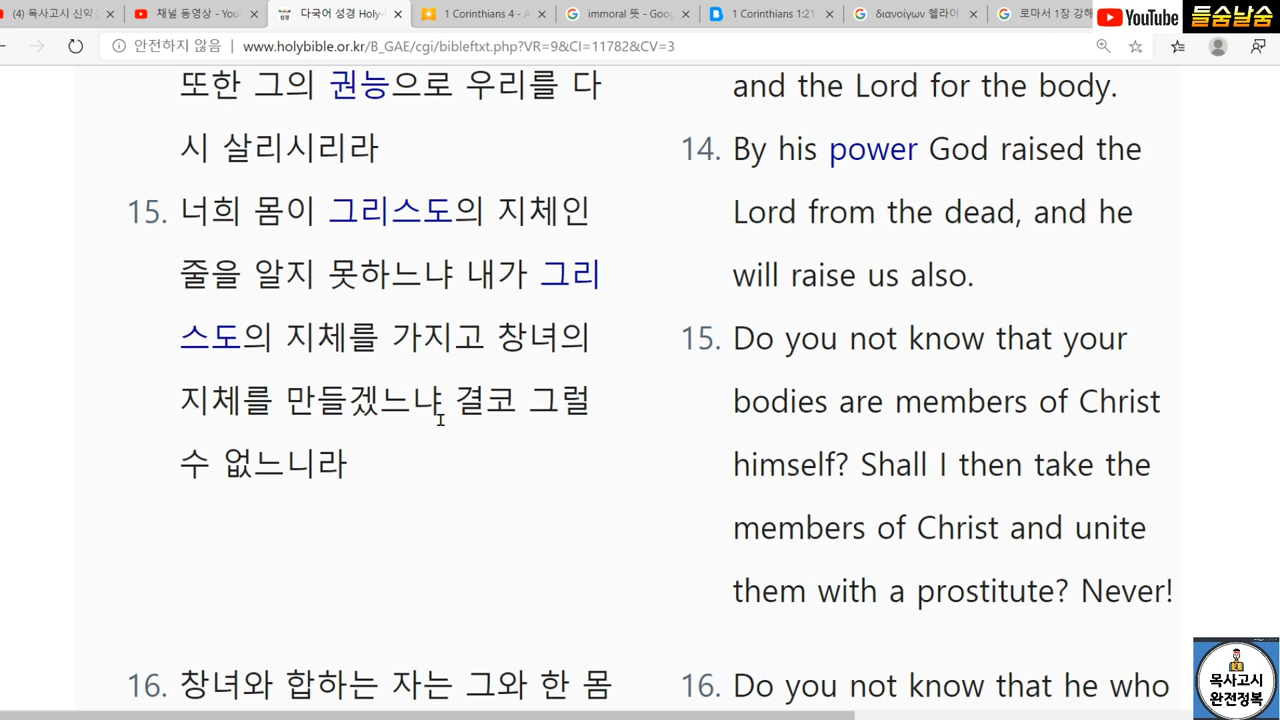 (4) 목사고시 신약
채널 동영상 - You
다국어 성경 Holy-
1 Corinthians 4 - A
immoral 뜻 - Goo
1 Corinthians 1:21
διανοίγων 헬라어
로마서 1장 강해
YouTube
들숨날숨
안전하지 않음 | www.holybible.or.kr/B_GAE/cgi/bibleftxt.php?VR=9&CI=11782&CV=3
또한 그의 권능으로 우리를 다
시 살리시리라
15. 너희 몸이 그리스도의 지체인
줄을 알지 못하느냐 내가 그리
스도의 지체를 가지고 창녀의
지체를 만들겠느냐 결코 그럴
수 없느니라
16. 창녀와 합하는 자는 그와 한 몸
and the Lord for the body.
14. By his power God raised the
Lord from the dead, and he
will raise us also.
15. Do you not know that your
bodies are members of Christ
himself? Shall I then take the
members of Christ and unite
them with a prostitute? Never!
16. Do you not know that he who
목사고시
완전정복